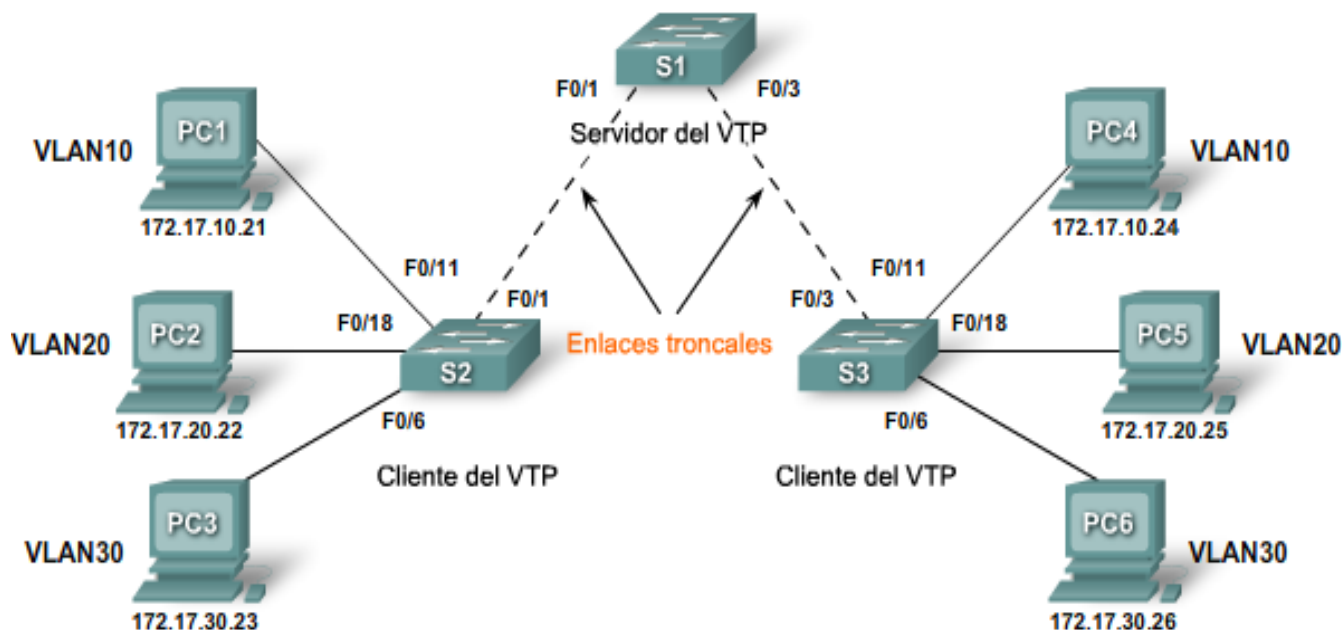 S1
F0/1
F0/3
Servidor del VTP
PC1
VLAN10
172.17.10.21
PC4
VLAN10
172.17.10.24
F0/11
F0/1
F0/11
F0/3
PC2
VLAN20
172.17.20.22
F0/18
S2
F0/6
Enlaces troncales
S3
F0/18
F0/6
PC5
VLAN20
172.17.20.25
Cliente del VTP
Cliente del VTP
PC3
VLAN30
172.17.30.23
PC6
VLAN30
172.17.30.26